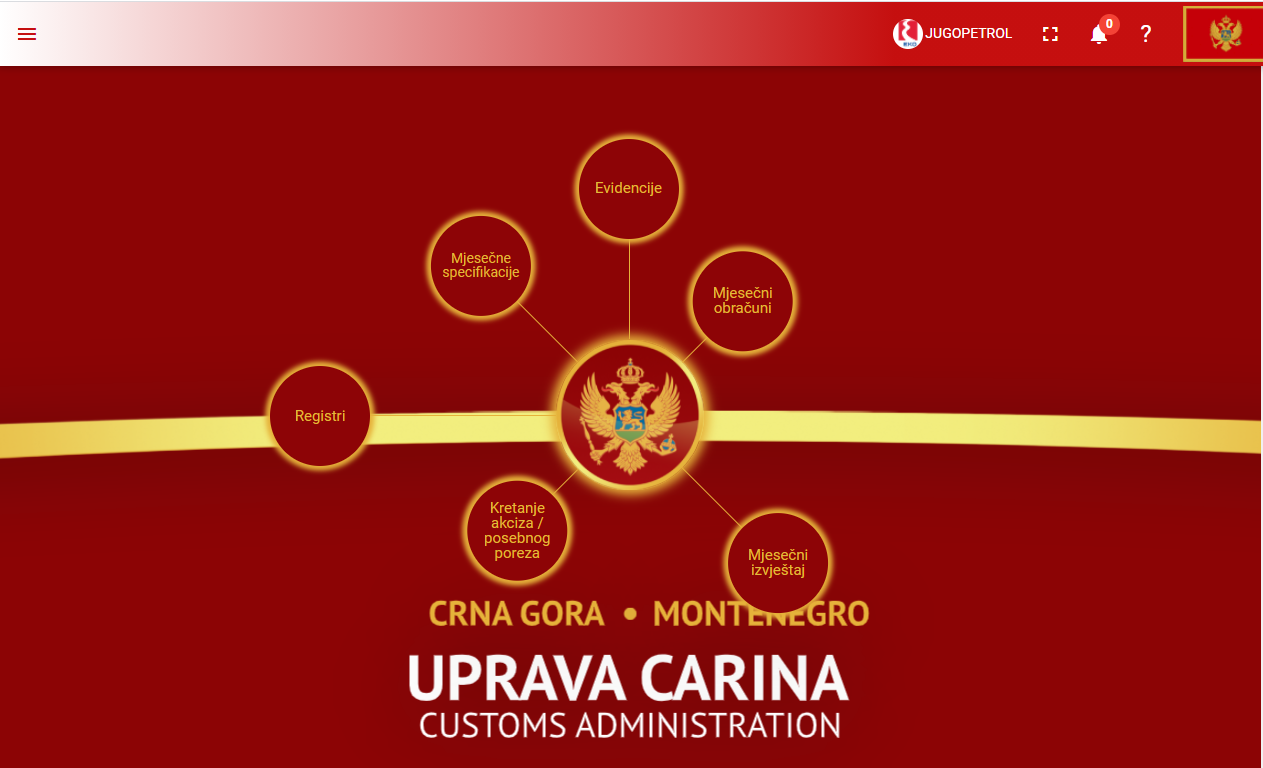 JUGOPETROL
0
?
EKO
Evidencije
Mjesečne
specifikacije
Mjesečni
obračuni
Registri
Kretanje
akciza /
posebnog
poreza
Mjesečni
izvještaj
CRNA GORA • MONTENEGRO
UPRAVA CARINA
CUSTOMS ADMINISTRATION